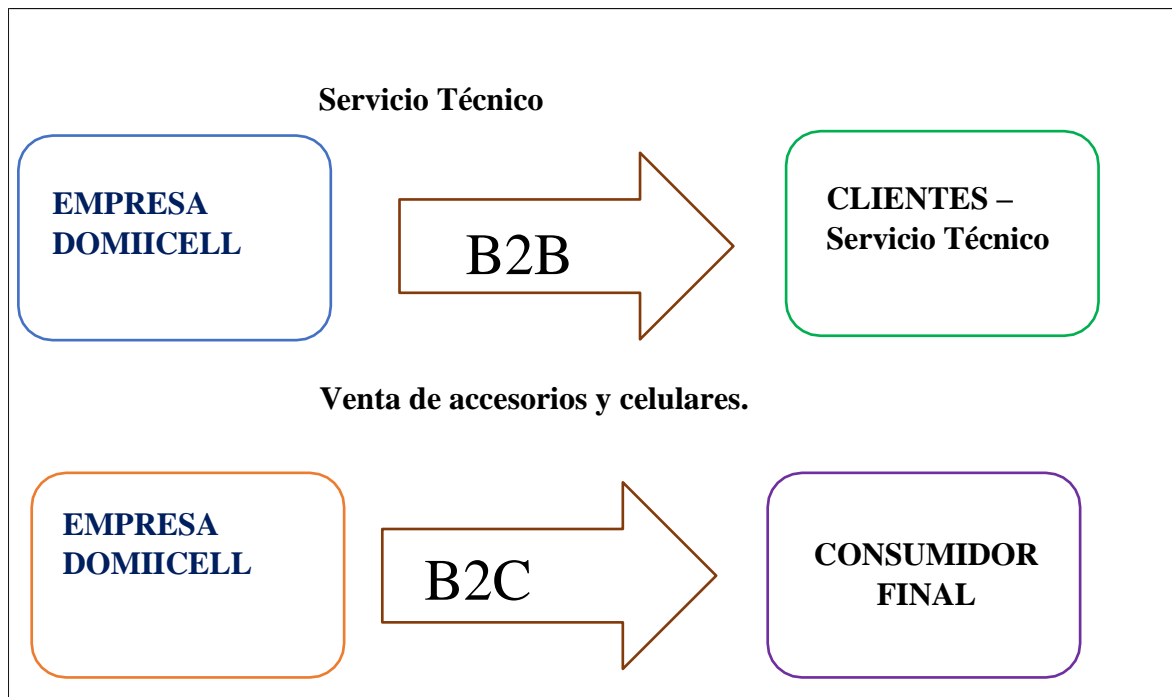 Servicio Técnico
EMPRESA
DOMIICELL
B2B
CLIENTES –
Servicio Técnico
Venta de accesorios y celulares.
EMPRESA
DOMIICELL
B2C
CONSUMIDOR
FINAL